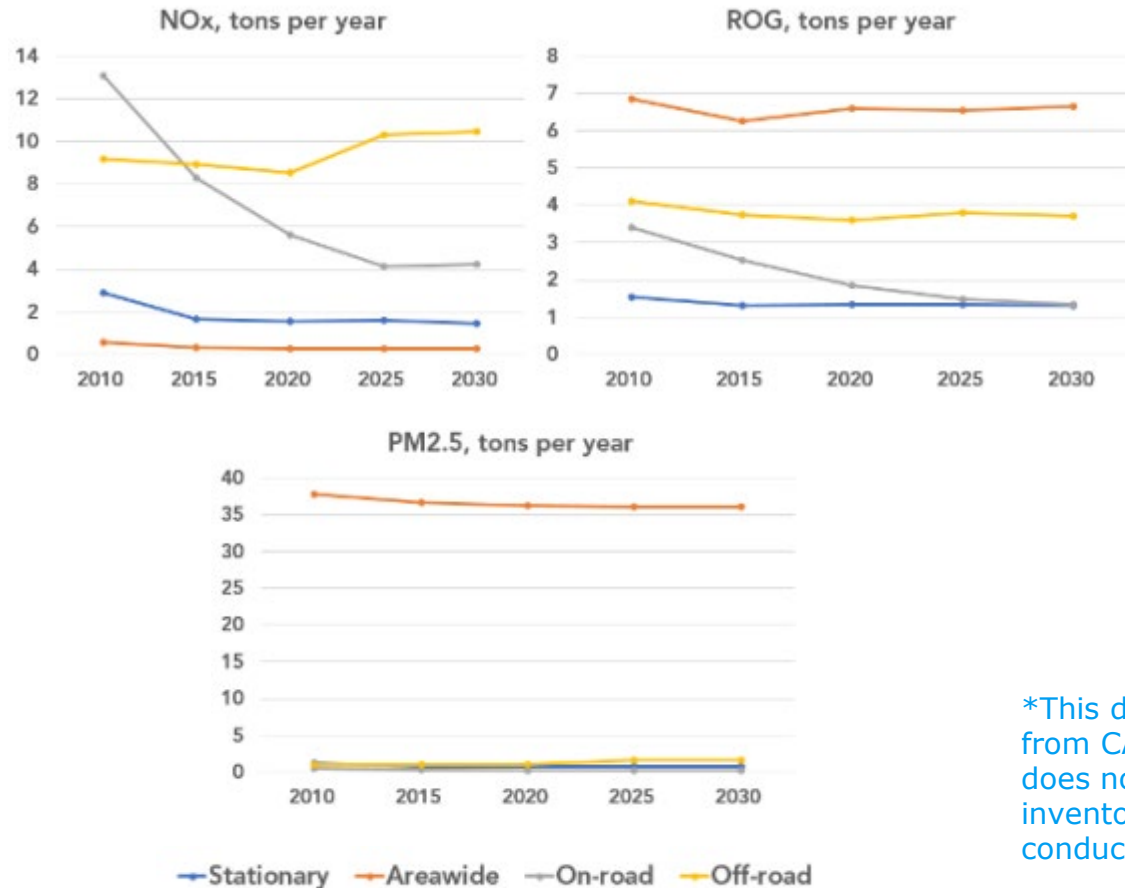 NOx, tons per year
14
12
10
8
6
4
2
0
2010 2015 2020 2025 2030
ROG, tons per year
8
7
6
5
4
3
2
1
0
2010 2015 2020 2025 2030
PM2.5, tons per year
40
35
30
25
20
15
10
5
0
2010 2015 2020 2025 2030
Stationary Areawide On-road Off-road
*This d
from CA
does no
invento
conduc